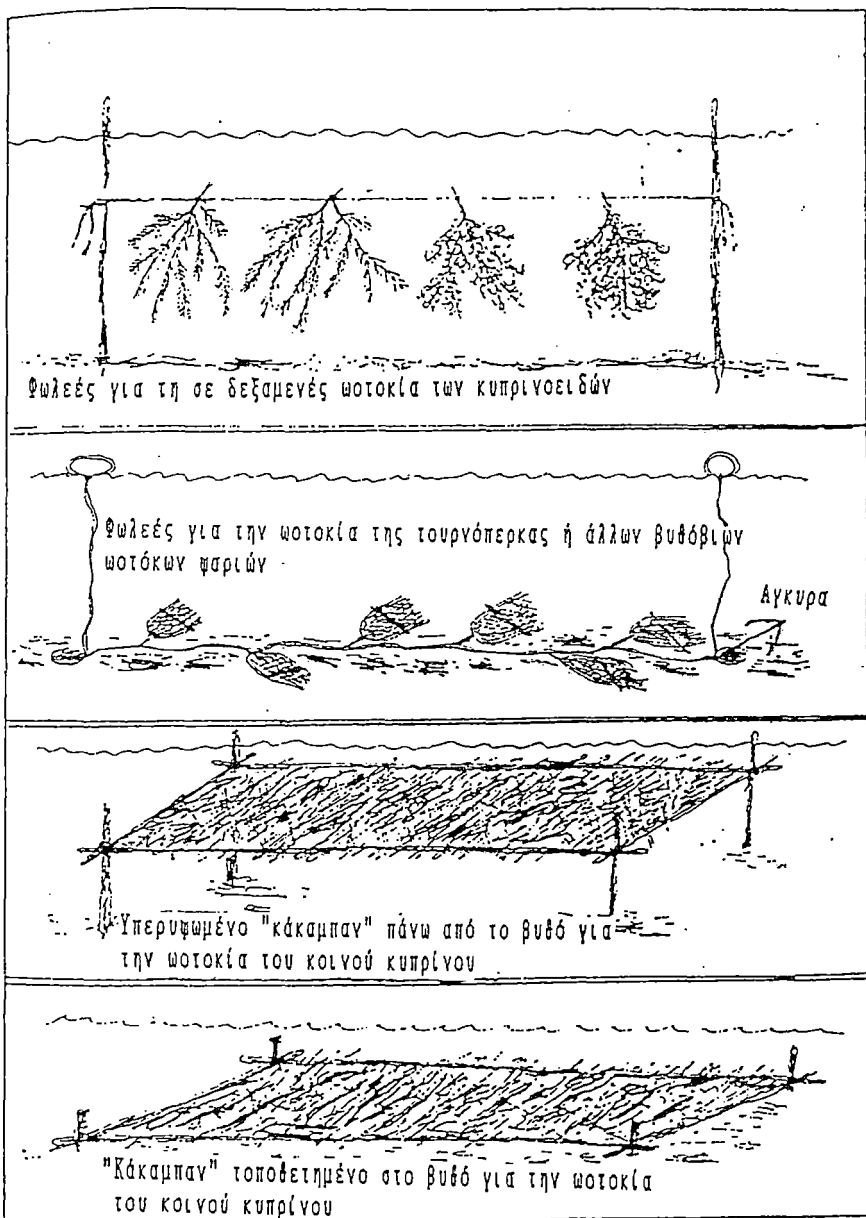 Φωλεές για τη σε δεξαμενές ωοτοκία των κυπρινοειδών
Φωλεές για την ωοτοκία της τουρνόπερκας ή άλλων βυθόβιων
ωοτόκων ψαριών
Αγκυρα
Υπερυψωμένο "κάκαμπαν" πάνω από το βυθό για
την ωοτοκία του κοινού κυπρίνου
"Κάκαμπαν" τοποθετημένο στο βυθό για την ωοτοκία
του κοινού κυπρίνου